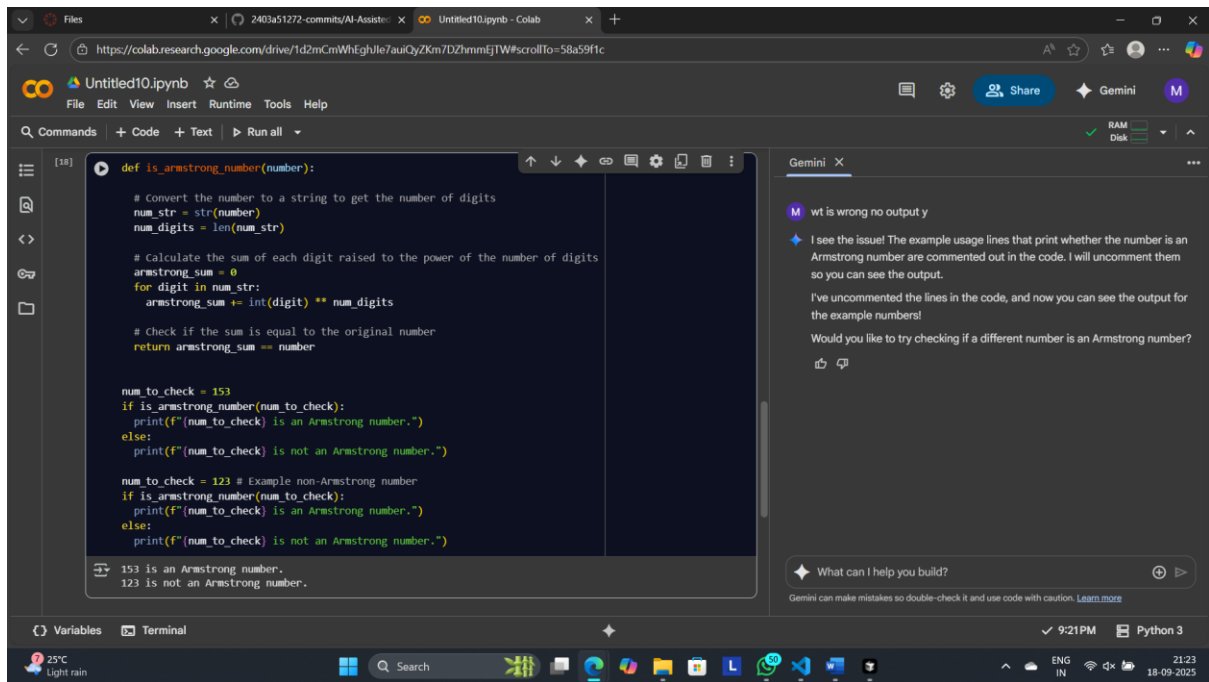 Files
2403a51272-commits/AI-Assisted
Untitled10.ipynb - Colab
https://colab.research.google.com/drive/1d2mCmWhEghJle7auiQyZKm7DZhmmEjTW#scrollTo=58a59f1c
Untitled10.ipynb
File Edit View Insert Runtime Tools Help
Share
Gemini
M
Commands + Code + Text Run all
RAM
Disk
[18]
def is_armstrong_number(number):
# Convert the number to a string to get the number of digits
num_str = str(number)
num_digits = len(num_str)
# Calculate the sum of each digit raised to the power of the number of digits
armstrong_sum = 0
for digit in num_str:
armstrong_sum += int(digit) ** num_digits
# Check if the sum is equal to the original number
return armstrong_sum == number
num_to_check = 153
if is_armstrong_number(num_to_check):
print(f"{num_to_check} is an Armstrong number.")
else:
print(f"{num_to_check} is not an Armstrong number.")
num_to_check = 123 # Example non-Armstrong number
if is_armstrong_number(num_to_check):
print(f"{num_to_check} is an Armstrong number.")
else:
print(f"{num_to_check} is not an Armstrong number.")
153 is an Armstrong number.
123 is not an Armstrong number.
Gemini
M
wt is wrong no output y
I see the issue! The example usage lines that print whether the number is an
Armstrong number are commented out in the code. I will uncomment them
so you can see the output.
I've uncommented the lines in the code, and now you can see the output for
the example numbers!
Would you like to try checking if a different number is an Armstrong number?
What can I help you build?
Gemini can make mistakes so double-check it and use code with caution. Learn more
Variables
Terminal
9:21 PM
Python 3
7
25°C
Light rain
Search
L
50
ENG
IN
21:23
18-09-2025